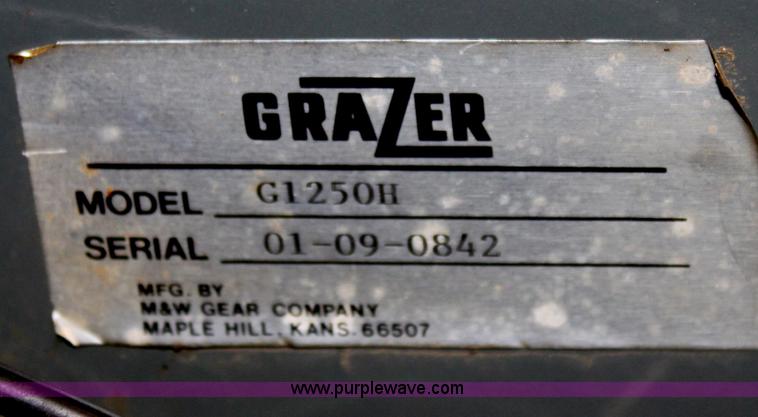 GRAZER
MODEL G1250H
SERIAL 01-09-0842
MFG. BY
M&W GEAR COMPANY
MAPLE HILL, KANS. 66507
www.purplewave.com